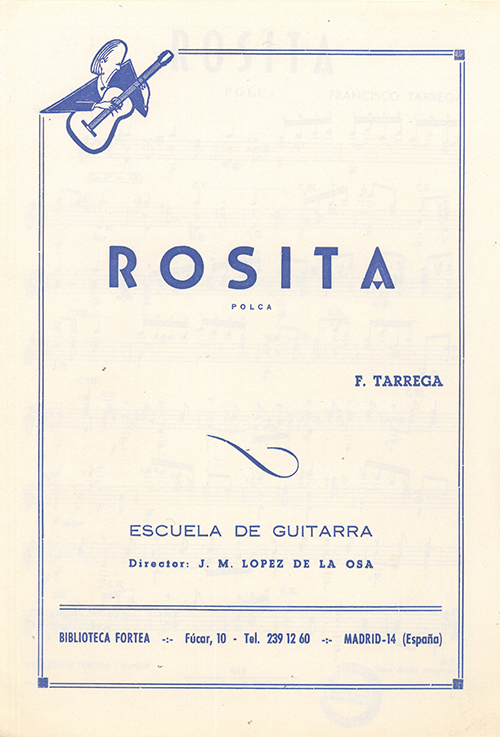 ROSITA
POLCA
F. TARREGA
ESCUELA DE GUITARRA
Director: J. M. LOPEZ DE LA OSA
BIBLIOTECA FORTEA -:- Fúcar, 10 - Tel. 239 12 60 -:- MADRID-14 (España)